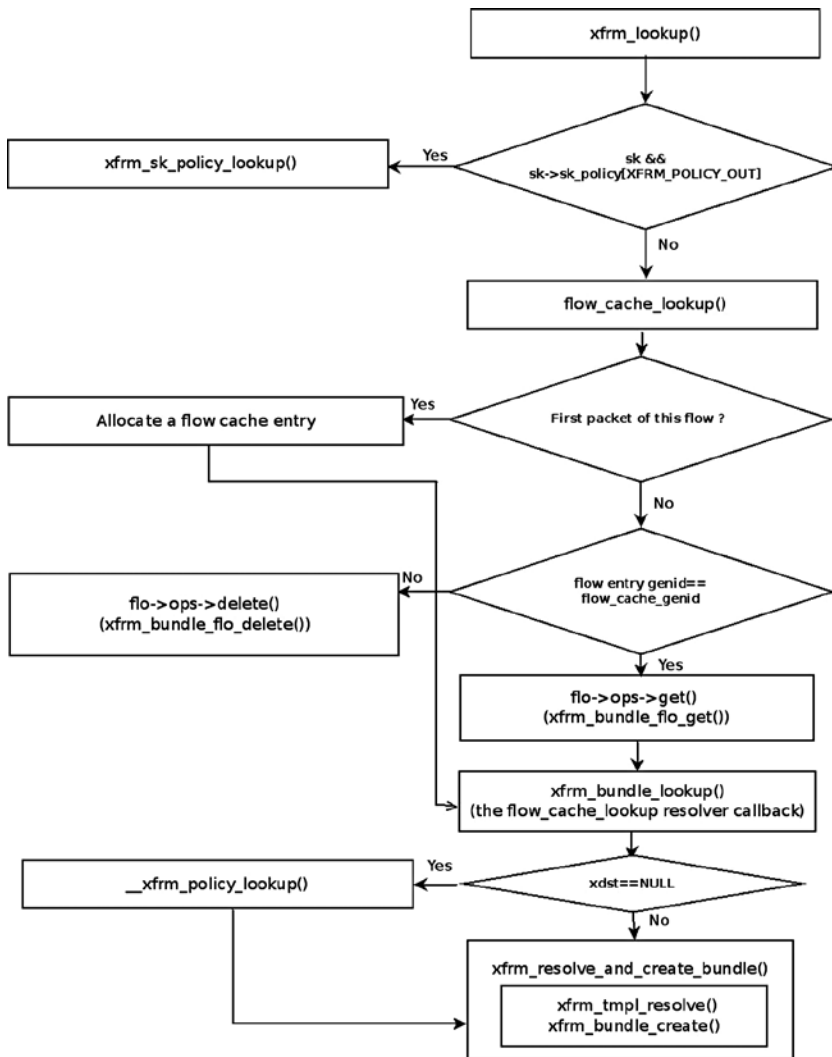 xfrm_lookup()
sk &&
sk->sk_policy[XFRM_POLICY_OUT]
Yes
xfrm_sk_policy_lookup()
No
flow_cache_lookup()
First packet of this flow ?
Yes
Allocate a flow cache entry
No
flow entry genid==
flow_cache_genid
No
flo->ops->delete()
(xfrm_bundle_flo_delete())
Yes
flo->ops->get()
(xfrm_bundle_flo_get())
xfrm_bundle_lookup()
(the flow_cache_lookup resolver callback)
xdst==NULL
Yes
__xfrm_policy_lookup()
No
xfrm_resolve_and_create_bundle()
xfrm_tmpl_resolve()
xfrm_bundle_create()